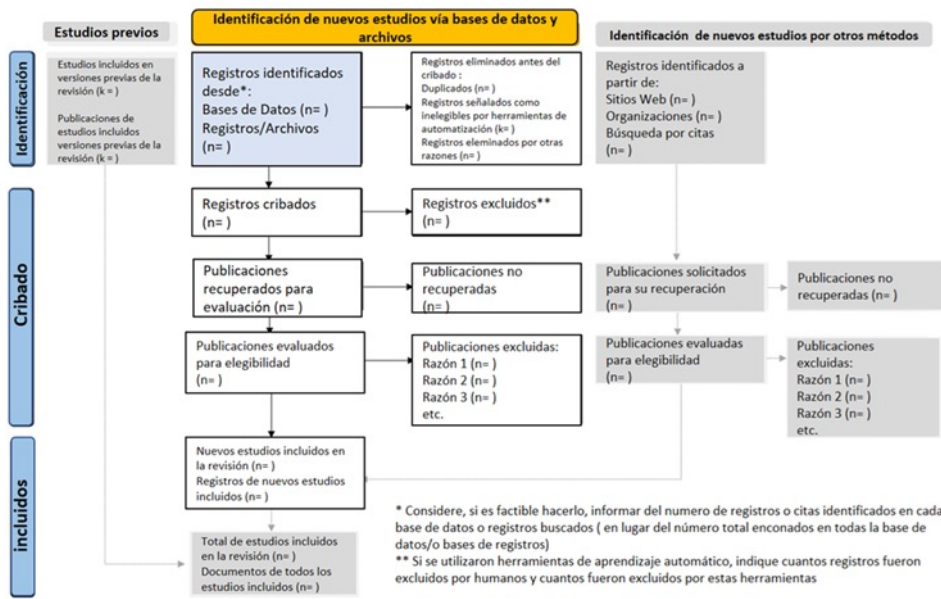 Estudios previos
Identificación de nuevos estudios vía bases de datos y
archivos
Identificación de nuevos estudios por otros métodos
Identificación
Estudios incluidos en
versiones previas de la
revisión (k = )
Publicaciones de
estudios incluidos
versiones previas de la
revisión (k = )
Registros identificados
desde*:
Bases de Datos (n= )
Registros/Archivos
(n= )
Registros eliminados antes del
cribado :
Duplicados (n= )
Registros señalados como
inelegibles por herramientas de
automatización (k= )
Registros eleminados por otras
razones (n= )
Registros identificados a
partir de:
Sitios Web (n= )
Organizaciones (n= )
Búsqueda por citas
(n= )
Cribado
Registros cribados
(n= )
Registros excluidos**
(n= )
Publicaciones
recuperados para
evaluación (n= )
Publicaciones no
recuperadas
(n= )
Publicaciones solicitados
para su recuperación
(n= )
Publicaciones no
recuperadas (n= )
Publicaciones evaluados
para elegibilidad
(n= )
Publicaciones excluidas:
Razón 1 (n= )
Razón 2 (n= )
Razón 3 (n= )
etc.
Publicaciones evaluadas
para elegibilidad
(n= )
Publicaciones
excluidas:
Razón 1 (n= )
Razón 2 (n= )
Razón 3 (n= )
etc.
incluidos
Nuevos estudios incluidos en
la revisión (n= )
Registros de nuevos estudios
incluidos (n= )
Total de estudios incluidos
en la revisión (n= )
Documentos de todos los
estudios incluidos (n= )
* Considere, si es factible hacerlo, informar del numero de registros o citas identificados en cada
base de datos o registros buscados ( en lugar del número total enconados en todas la base de
datos/o bases de registros)
** Si se utilizaron herramientas de aprendizaje automático, indique cuantos registros fueron
excluidos por humanos y cuantos fueron excluidos por estas herramientas